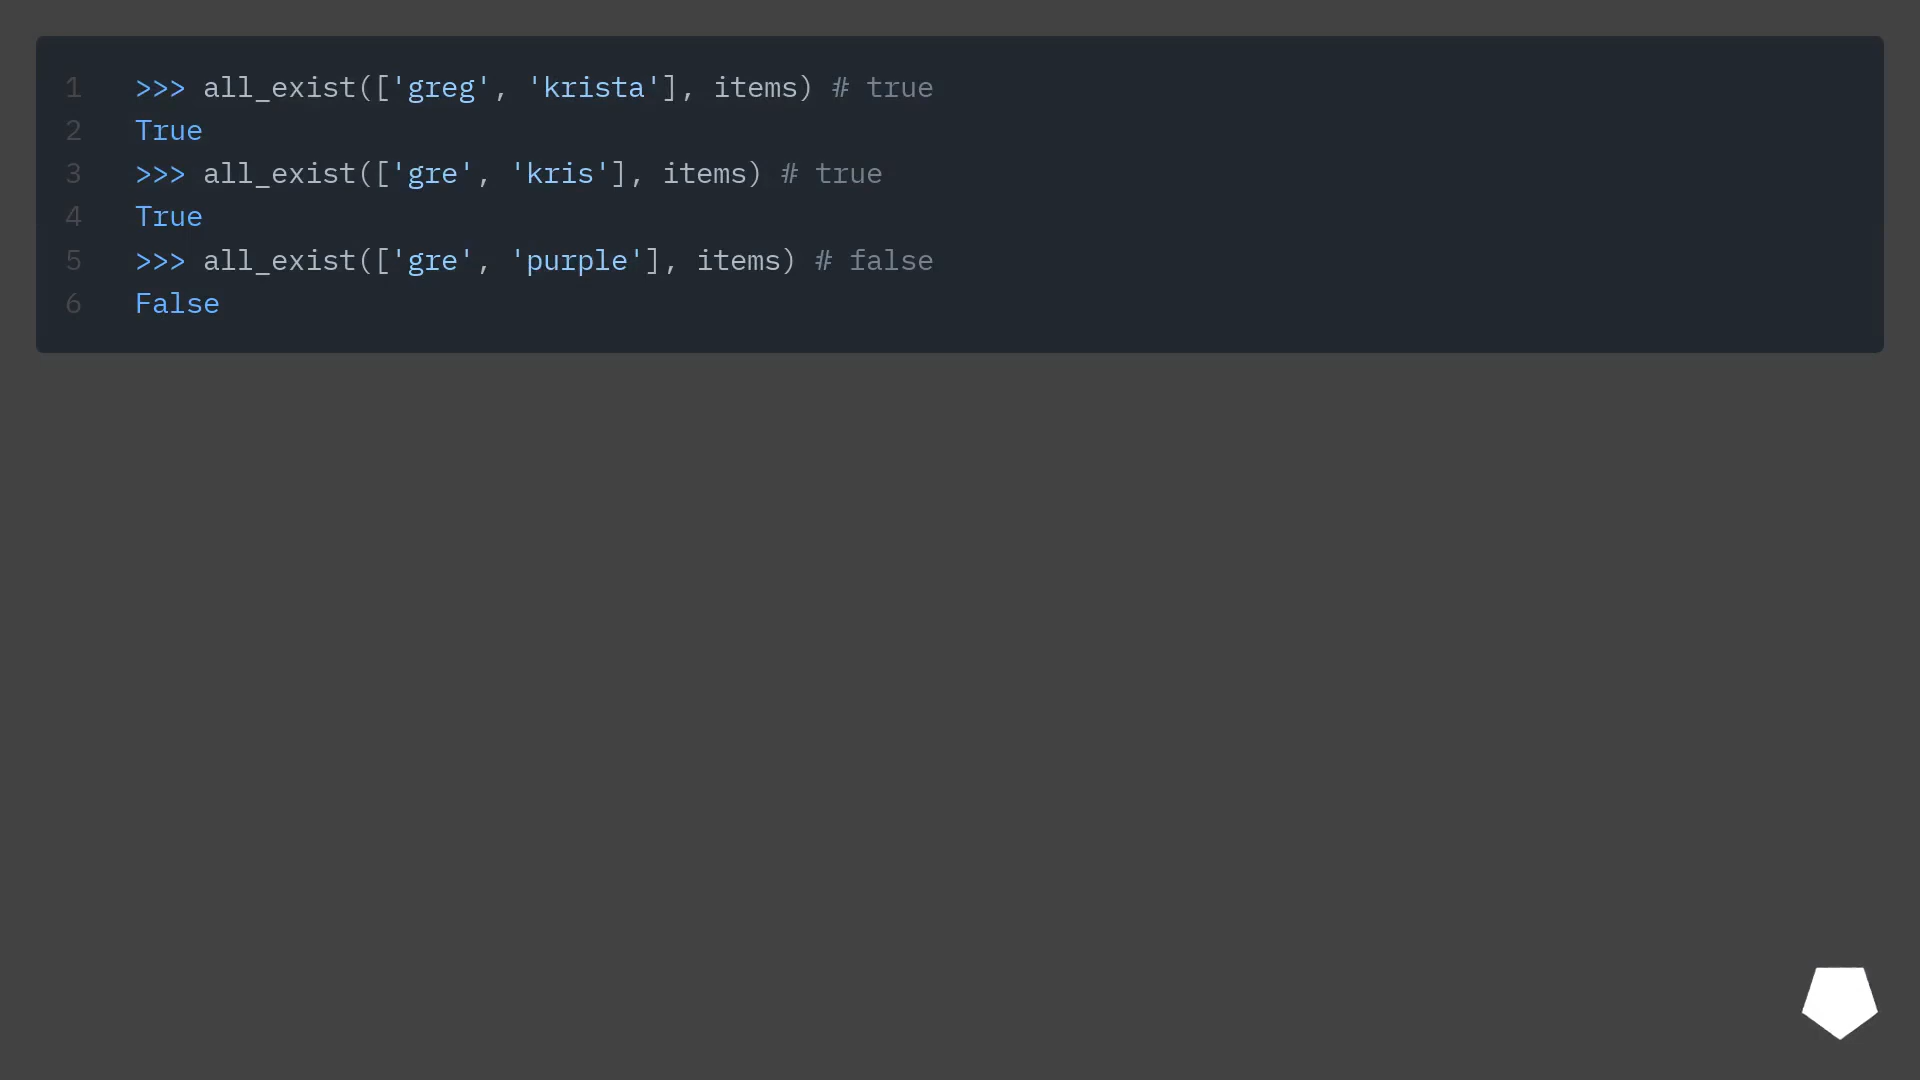 1 >>> all_exist(['greg', 'krista'], items) # true
2 True
3 >>> all_exist(['gre', 'kris'], items) # true
4 True
5 >>> all_exist(['gre', 'purple'], items) # false
6 False